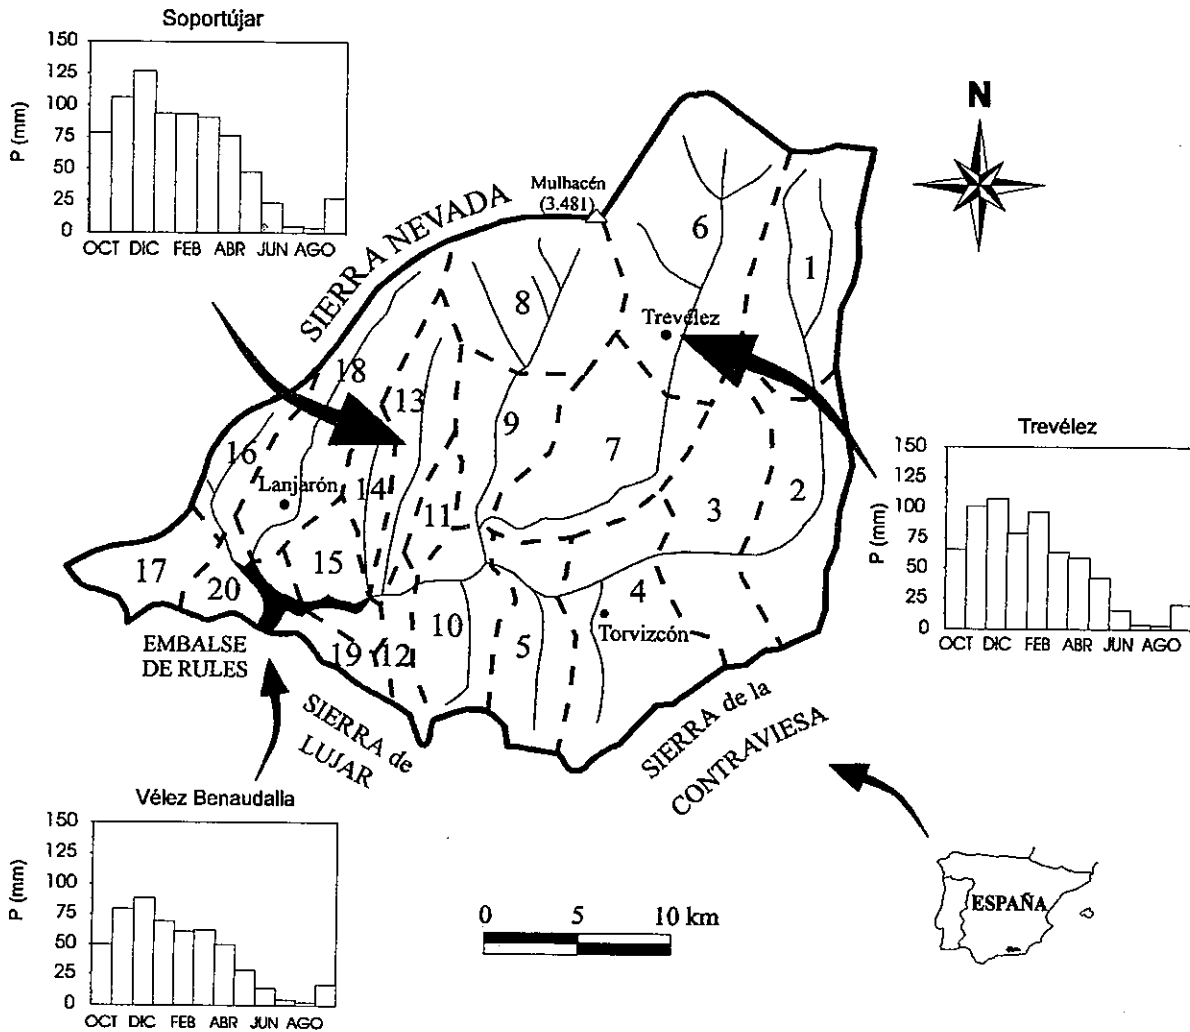 Soportújar
P (mm)
150
125
100
75
50
25
0
OCT DIC FEB ABR JUN AGO
N
Mulhacén
(3.481)
SIERRA NEVADA
6
1
8
Trevélez
18
13
9
16
7
Lanjarón
14
11
3
2
17
20
15
4
10
5
Torvizcón
19
12
EMBALSE
DE RULES
SIERRA de
LUJAR
SIERRA de la
CONTRAVIESA
Trevélez
P (mm)
150
125
100
75
50
25
0
OCT DIC FEB ABR JUN AGO
Vélez Benaudalla
P (mm)
150
125
100
75
50
25
0
OCT DIC FEB ABR JUN AGO
0 5 10 km
ESPAÑA